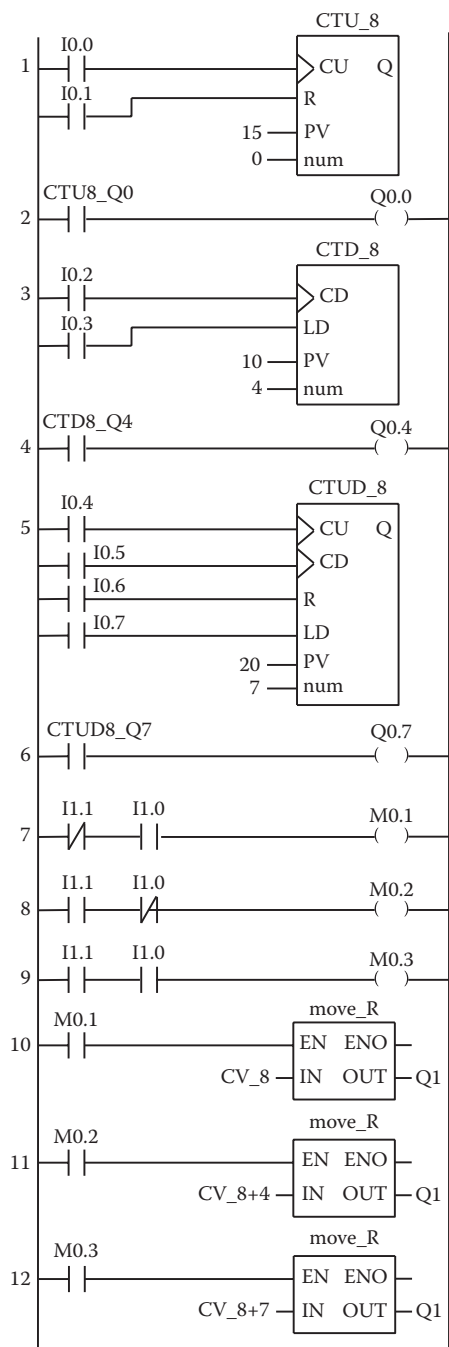 CTU_8
1 I0.0 CU Q
I0.1 R
15 PV
0 num
CTU8_Q0 Q0.0
2
CTD_8
3 I0.2 CD
I0.3 LD
10 PV
4 num
CTD8_Q4 Q0.4
4
CTUD_8
5 I0.4 CU Q
I0.5 CD
I0.6 R
I0.7 LD
20 PV
7 num
CTUD8_Q7 Q0.7
6
I1.1 I1.0 M0.1
7
I1.1 I1.0 M0.2
8
I1.1 I1.0 M0.3
9
M0.1 move_R
10 EN ENO
CV_8 IN OUT Q1
M0.2 move_R
11 EN ENO
CV_8+4 IN OUT Q1
M0.3 move_R
12 EN ENO
CV_8+7 IN OUT Q1